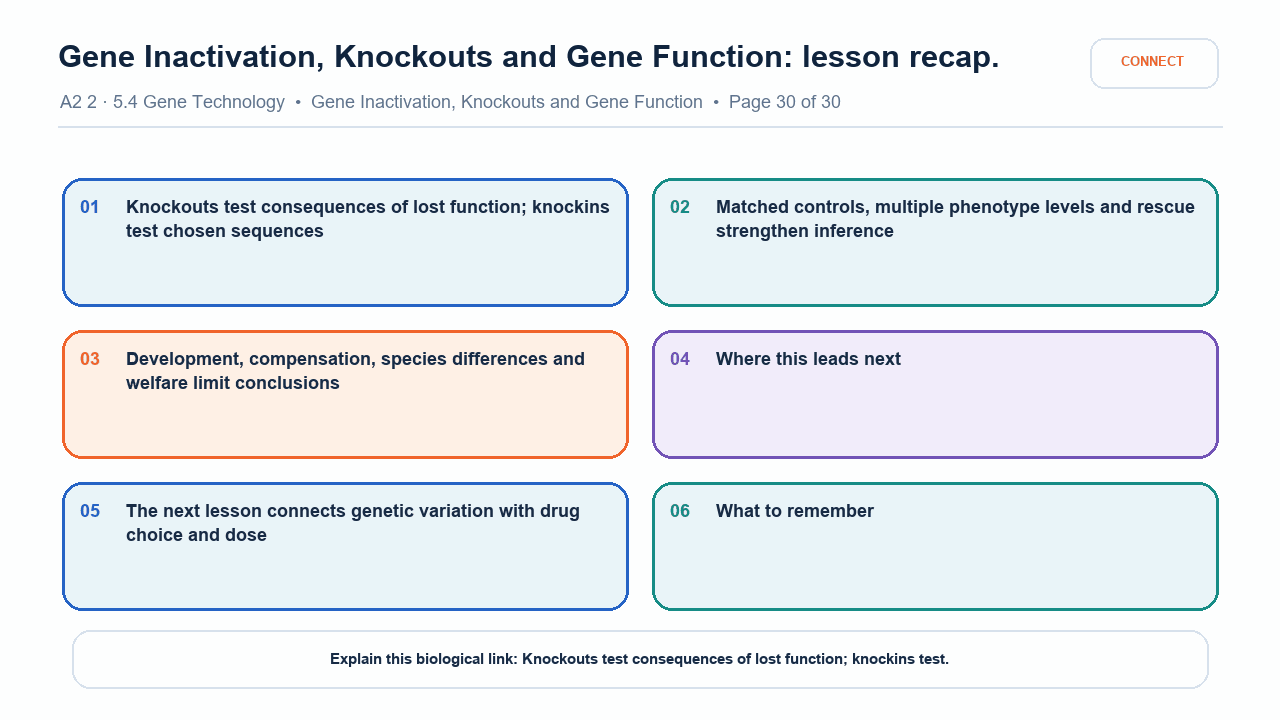 Gene Inactivation, Knockouts and Gene Function: lesson recap.
CONNECT
A2 2 · 5.4 Gene Technology • Gene Inactivation, Knockouts and Gene Function • Page 30 of 30
01 Knockouts test consequences of lost function; knockins
test chosen sequences
02 Matched controls, multiple phenotype levels and rescue
strengthen inference
03 Development, compensation, species differences and
welfare limit conclusions
04 Where this leads next
05 The next lesson connects genetic variation with drug
choice and dose
06 What to remember
Explain this biological link: Knockouts test consequences of lost function; knockins test.